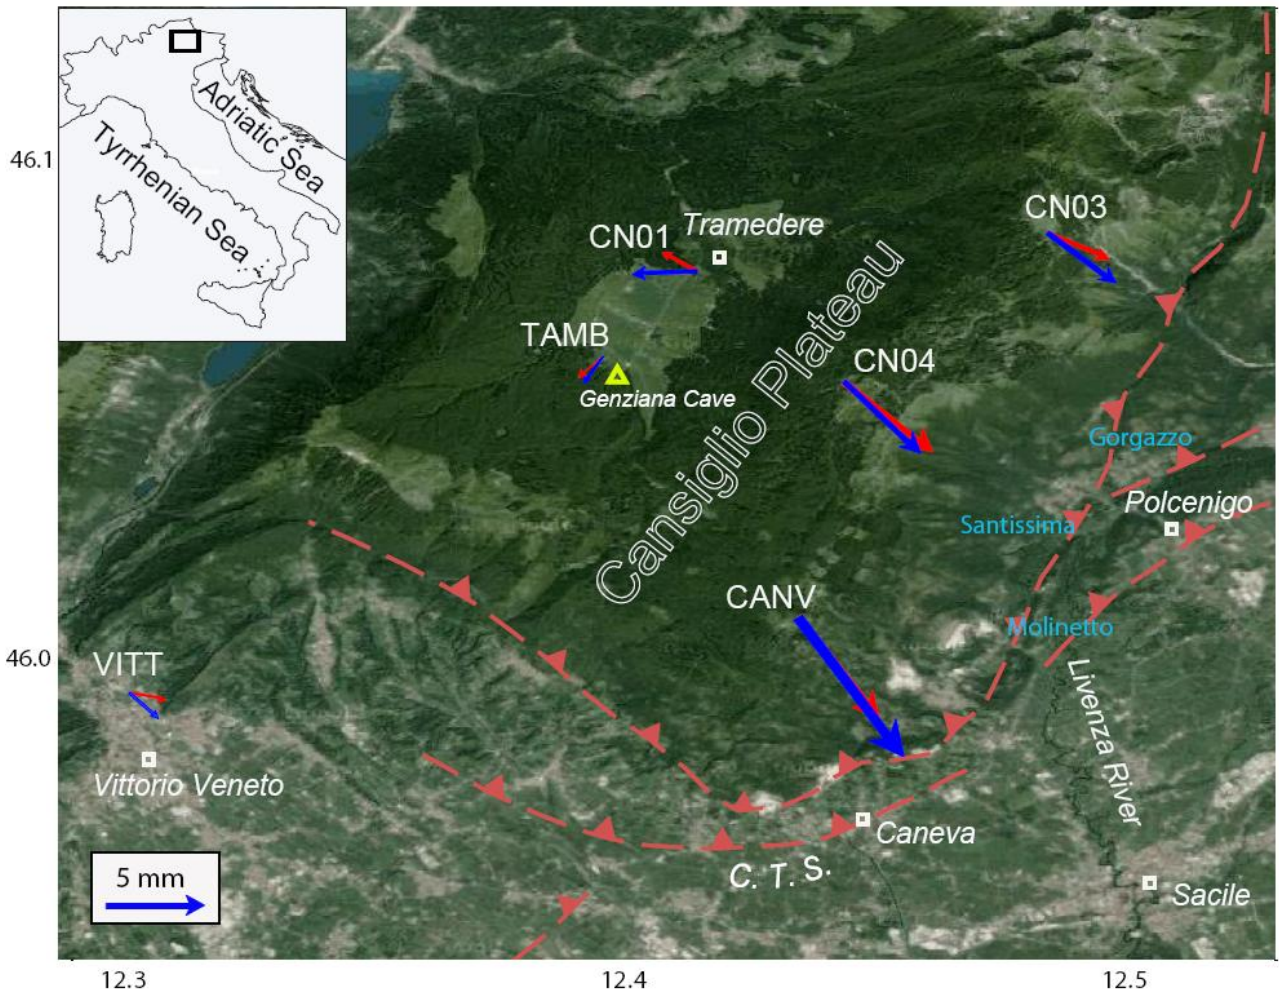 Adriatic Sea
Tyrrhenian Sea
46.1
46.0
12.3
12.4
12.5
CN01
Tramedere
CN03
TAMB
Genziana Cave
CN04
Cansiglio Plateau
Gorgazzo
Polcenigo
Santissima
CANV
Molinetto
VITT
Livenza River
Vittorio Veneto
Caneva
C. T. S.
5 mm
Sacile